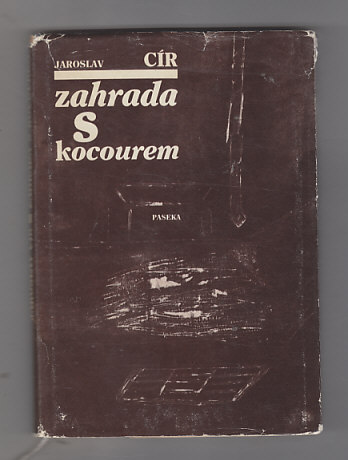 JAROSLAV CÍR
zahrada
s
kocourem
PASEKA